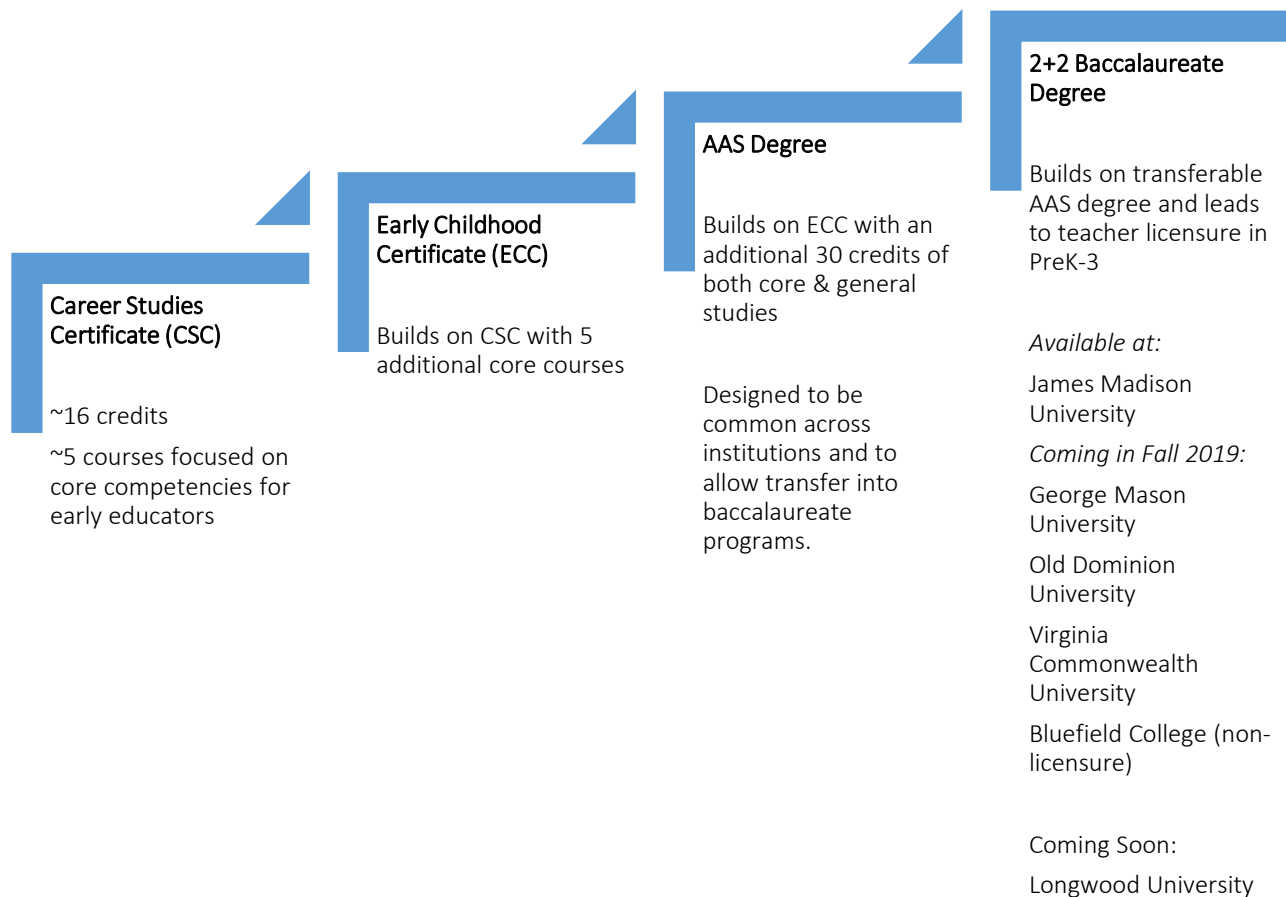 Career Studies
Certificate (CSC)
~16 credits
~5 courses focused on
core competencies for
early educators
Early Childhood
Certificate (ECC)
Builds on CSC with 5
additional core courses
AAS Degree
Builds on ECC with an
additional 30 credits of
both core & general
studies
Designed to be
common across
institutions and to
allow transfer into
baccalaureate
programs.
2+2 Baccalaureate
Degree
Builds on transferable
AAS degree and leads
to teacher licensure in
PreK-3
Available at:
James Madison
University
Coming in Fall 2019:
George Mason
University
Old Dominion
University
Virginia
Commonwealth
University
Bluefield College (non-
licensure)
Coming Soon:
Longwood University